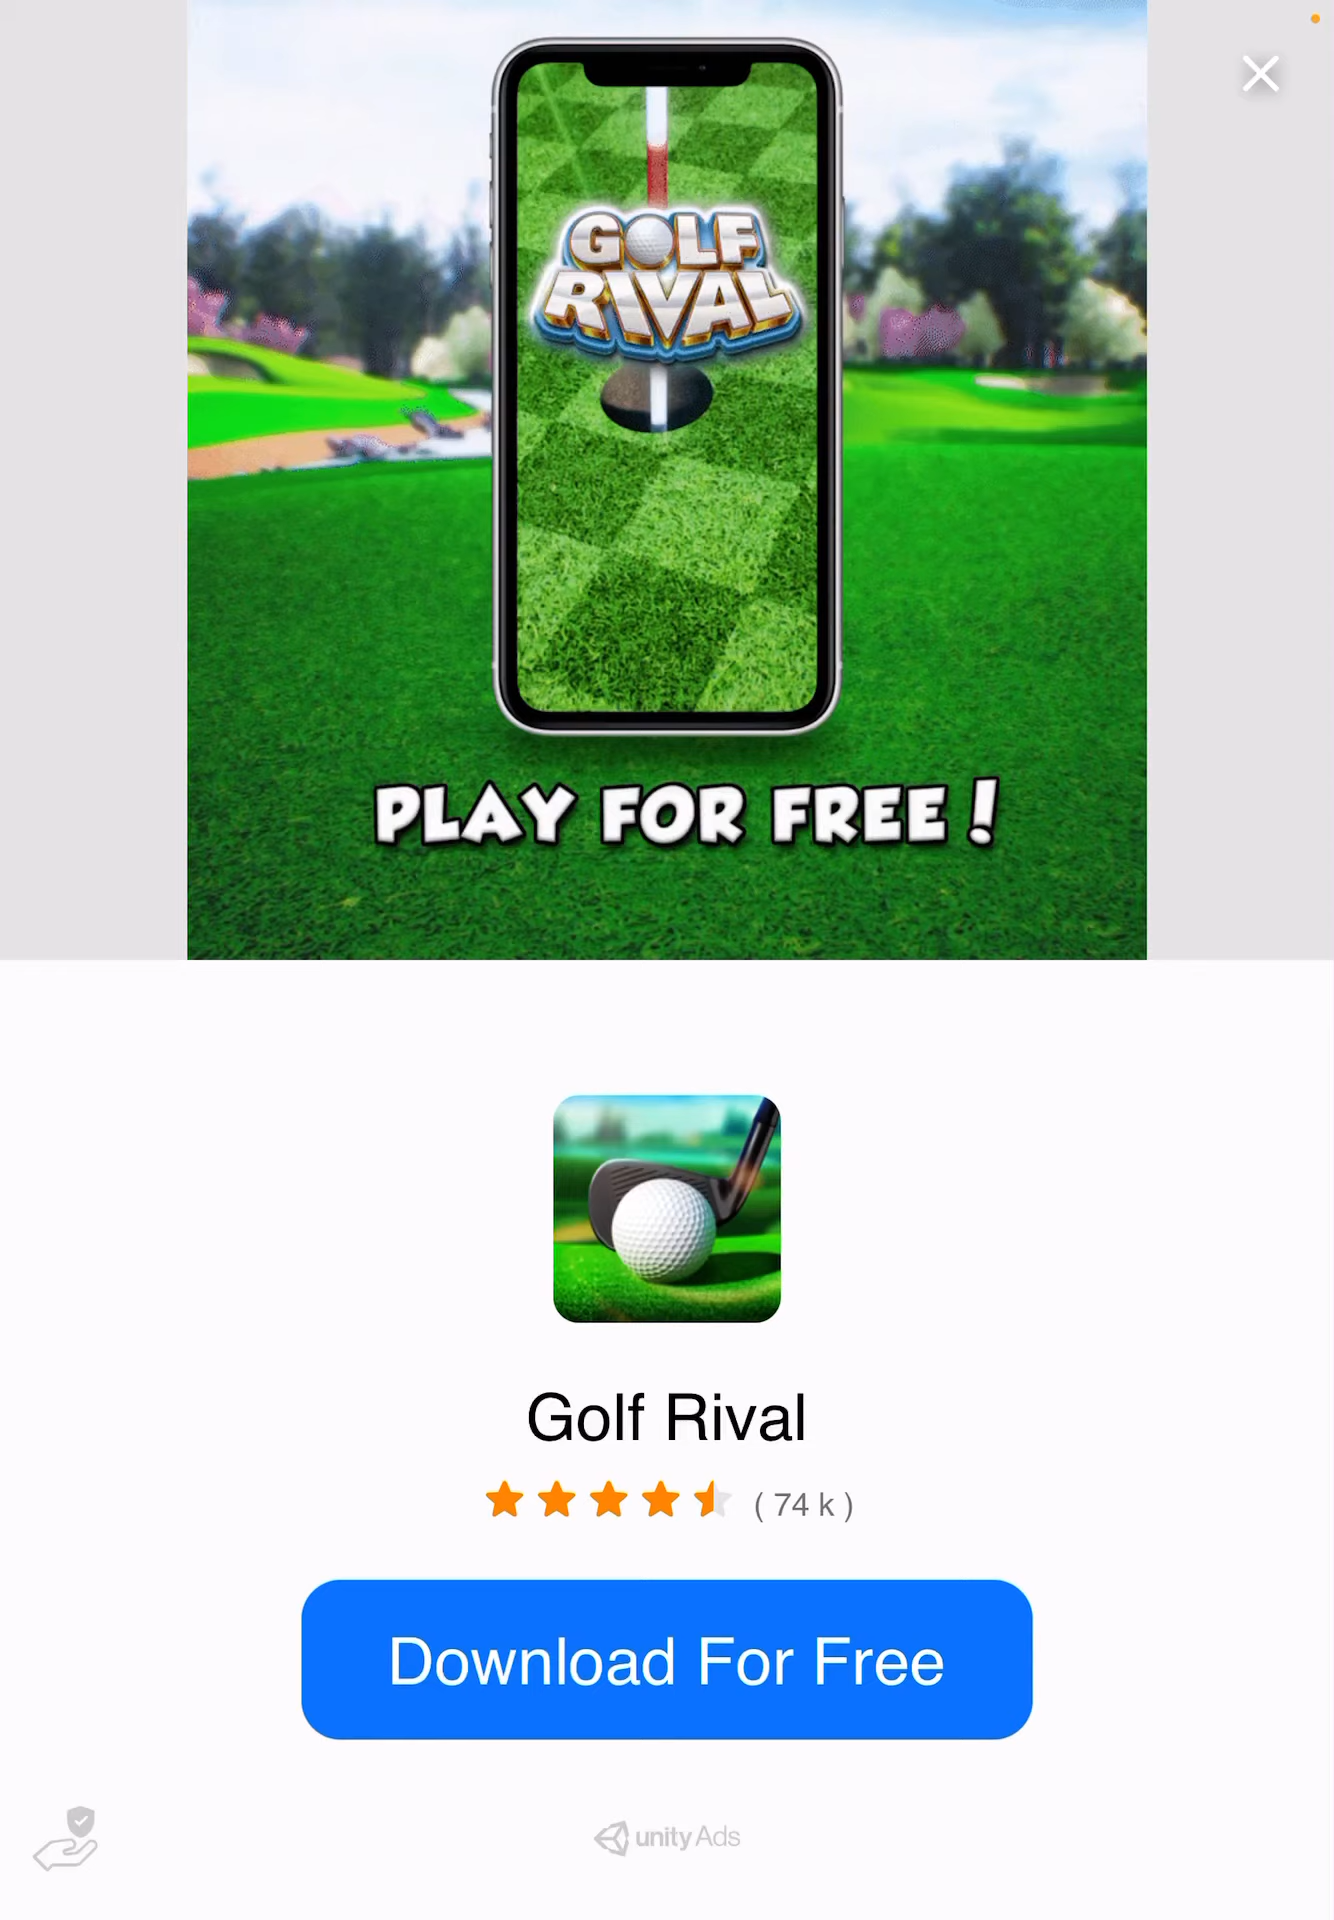 GOLF
RIVAL
PLAY FOR FREE!
Golf Rival
( 74 k )
Download For Free
unity Ads